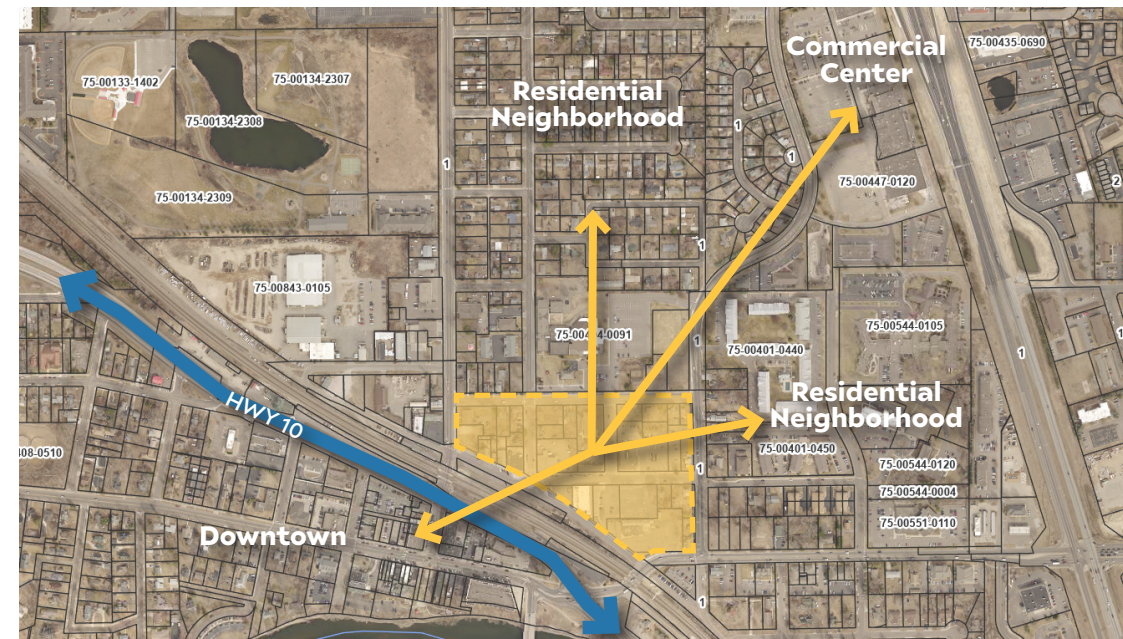 Commercial
Center
75-00435-0690
75-00133-1402
75-00134-2307
Residential
Neighborhood
75-00134-2308
1
1
1
2
75-00447-0120
75-00134-2309
1
75-00843-0105
75-00544-0105
75-00401-0440
1
1
1
Residential
Neighborhood
HWY 10
75-00401-0450
75-00544-0120
1
75-00544-0004
75-00551-0110
Downtown
1